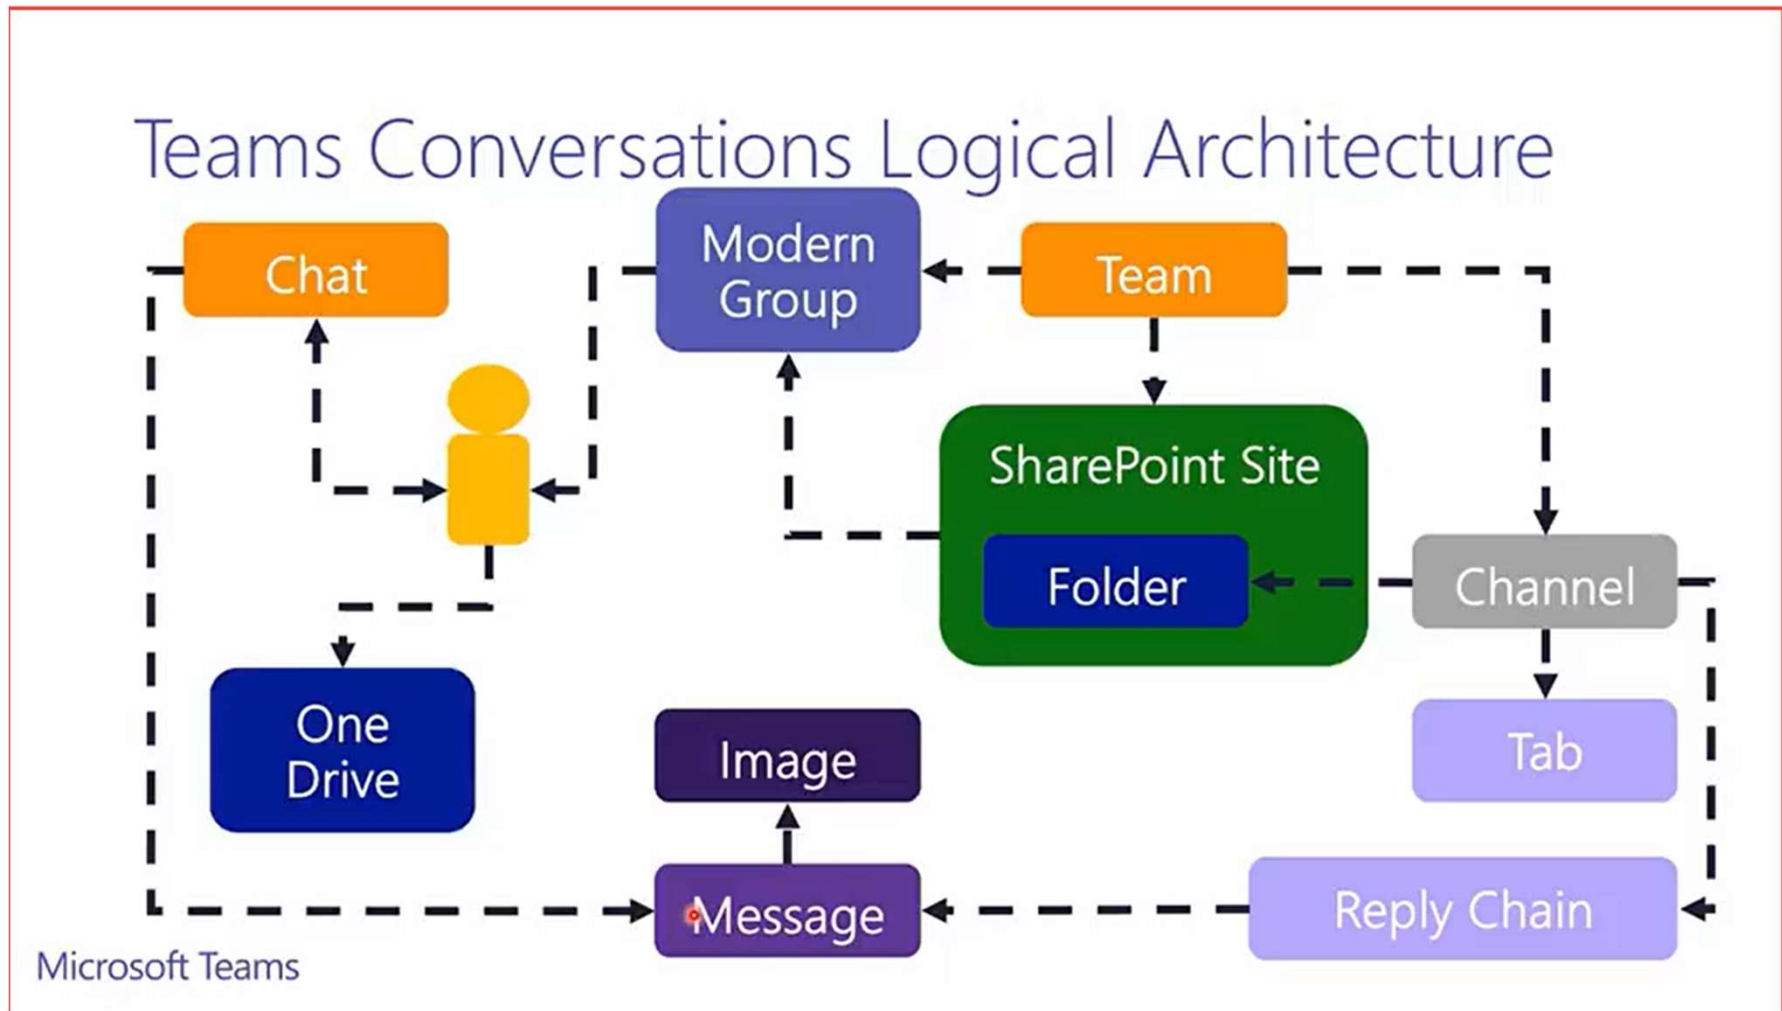 Teams Conversations Logical Architecture
Chat
Modern
Group
Team
SharePoint Site
Folder
Channel
One
Drive
Image
Tab
Message
Reply Chain
Microsoft Teams